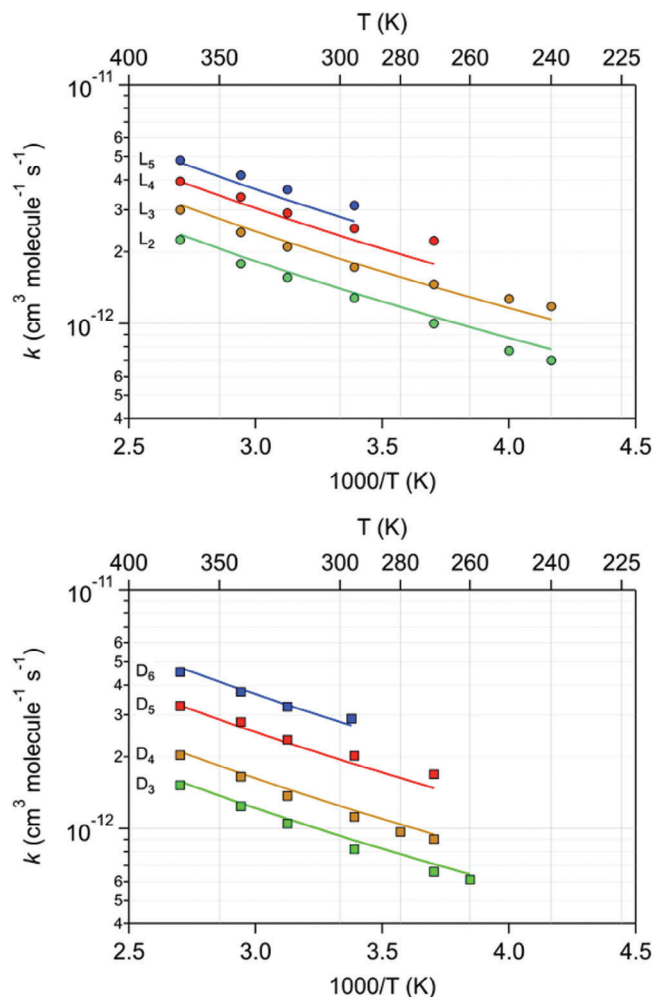 T (K)
400 350 300 280 260 240 225
10⁻¹¹
6
5
4
3
2
10⁻¹²
6
5
4
k (cm³ molecule⁻¹ s⁻¹)
L₅
L₄
L₃
L₂
2.5 3.0 3.5 4.0 4.5
1000/T (K)
T (K)
400 350 300 280 260 240 225
10⁻¹¹
6
5
4
3
2
10⁻¹²
6
5
4
k (cm³ molecule⁻¹ s⁻¹)
D₆
D₅
D₄
D₃
2.5 3.0 3.5 4.0 4.5
1000/T (K)